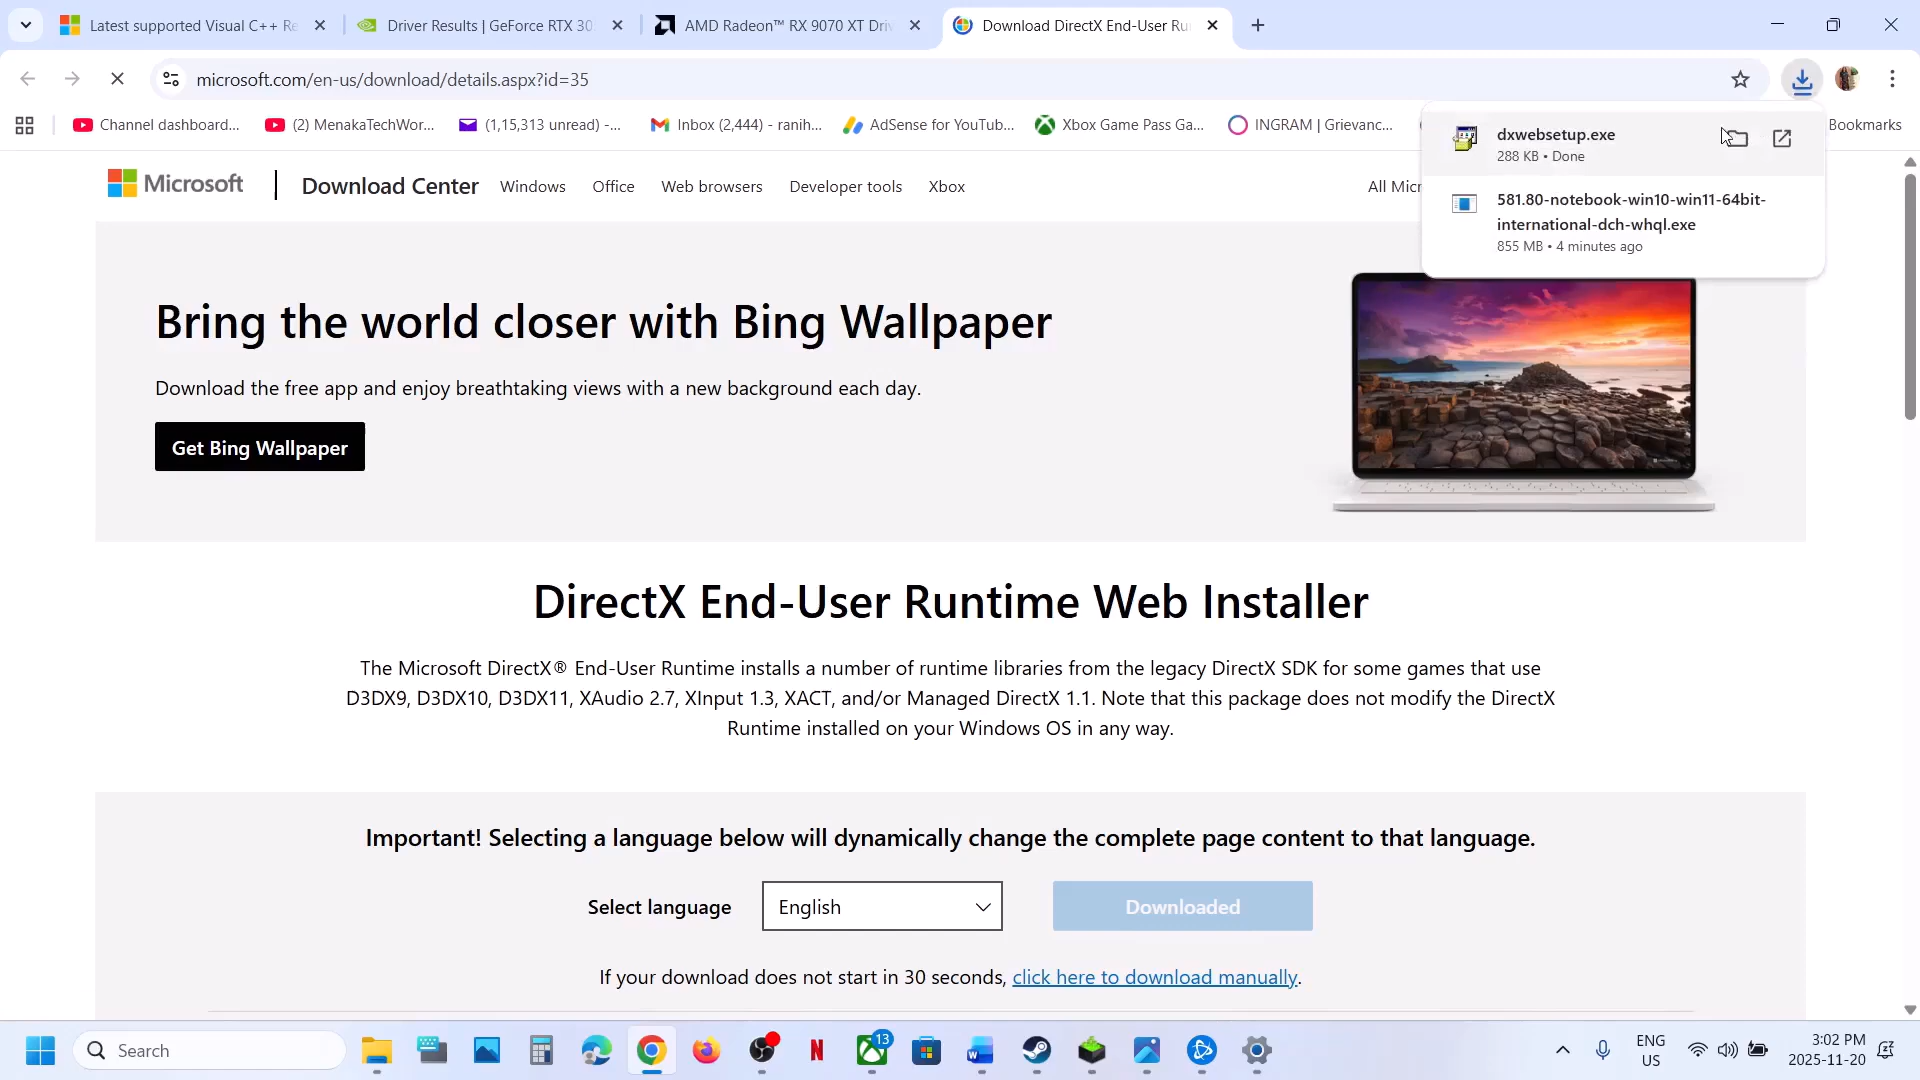 Latest supported Visual C++ Re
Driver Results | GeForce RTX 30
AMD Radeon™ RX 9070 XT Driv
Download DirectX End-User Ru
microsoft.com/en-us/download/details.aspx?id=35
Channel dashboard...
(2) MenakaTechWor...
(1,15,313 unread) -...
Inbox (2,444) - ranih...
AdSense for YouTub...
Xbox Game Pass Ga...
INGRAM | Grievanc...
Bookmarks
dxwebsetup.exe
288 KB • Done
581.80-notebook-win10-win11-64bit-
international-dch-whql.exe
855 MB • 4 minutes ago
Microsoft
Download Center
Windows
Office
Web browsers
Developer tools
Xbox
All Micr
Bring the world closer with Bing Wallpaper
Download the free app and enjoy breathtaking views with a new background each day.
Get Bing Wallpaper
DirectX End-User Runtime Web Installer
The Microsoft DirectX® End-User Runtime installs a number of runtime libraries from the legacy DirectX SDK for some games that use
D3DX9, D3DX10, D3DX11, XAudio 2.7, XInput 1.3, XACT, and/or Managed DirectX 1.1. Note that this package does not modify the DirectX
Runtime installed on your Windows OS in any way.
Important! Selecting a language below will dynamically change the complete page content to that language.
Select language
English
Downloaded
If your download does not start in 30 seconds, click here to download manually.
Search
N
13
ENG
US
3:02 PM
2025-11-20